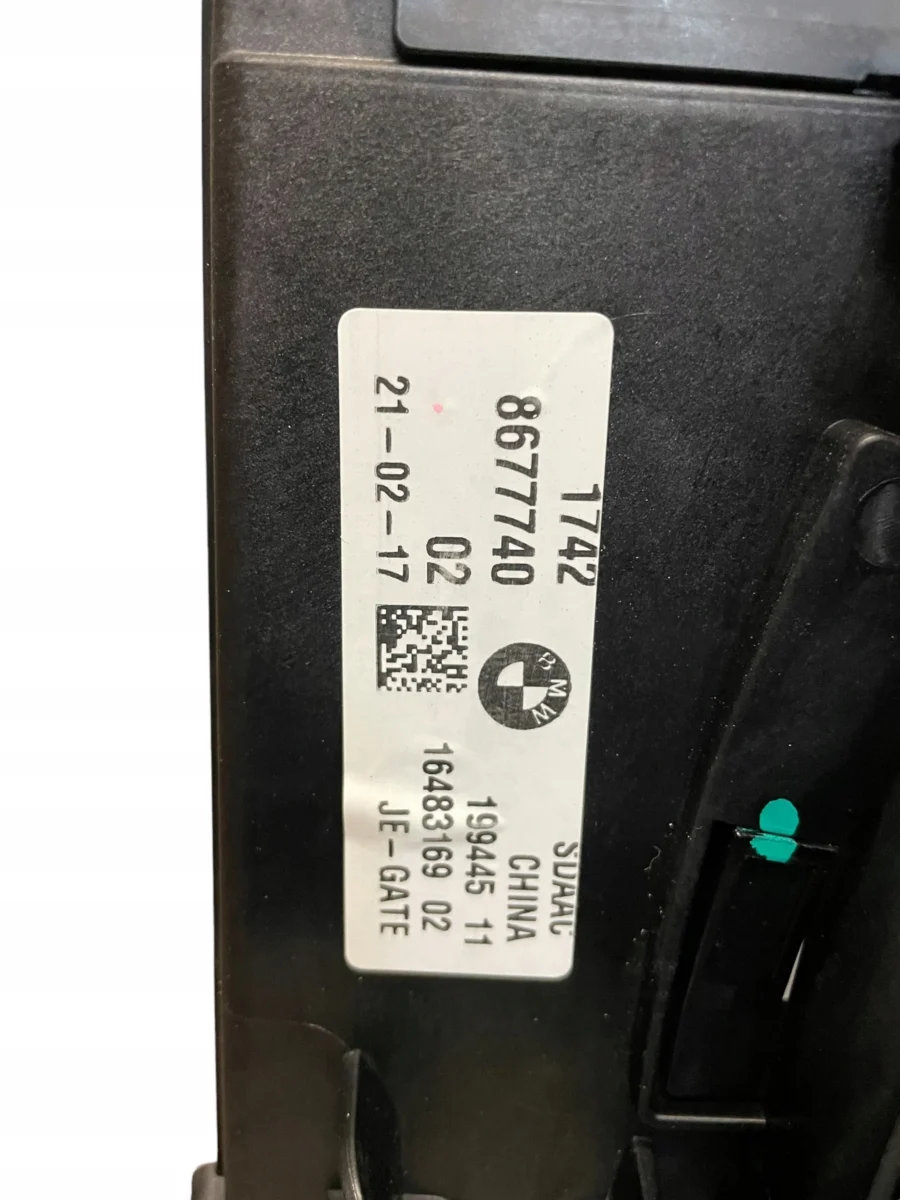 1742
8677740
02
21-02-17
BMW
SDAAC
CHINA
199445 11
16483169 02
JE-GATE